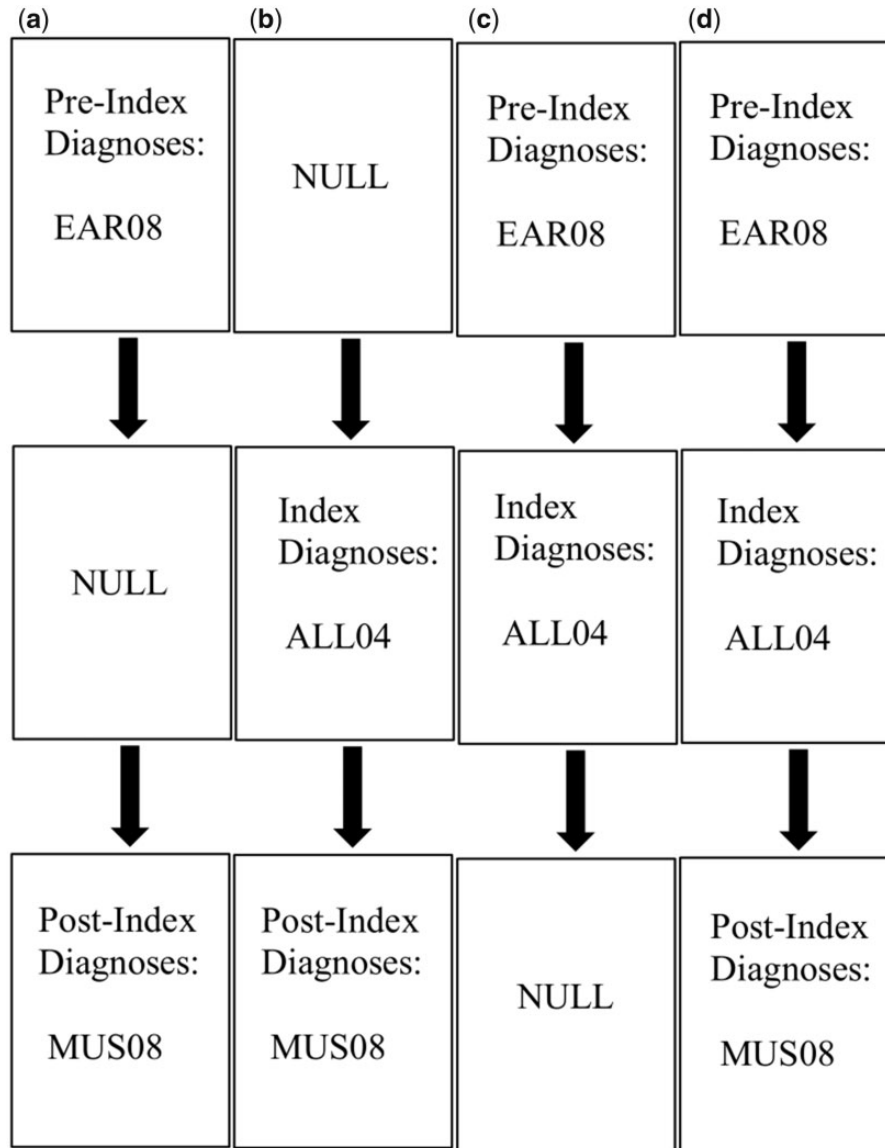 (a) (b) (c) (d)
Pre-Index
Diagnoses:
EAR08
NULL
Pre-Index
Diagnoses:
EAR08
Pre-Index
Diagnoses:
EAR08
NULL
Index
Diagnoses:
ALL04
Index
Diagnoses:
ALL04
Index
Diagnoses:
ALL04
Post-Index
Diagnoses:
MUS08
Post-Index
Diagnoses:
MUS08
NULL
Post-Index
Diagnoses:
MUS08